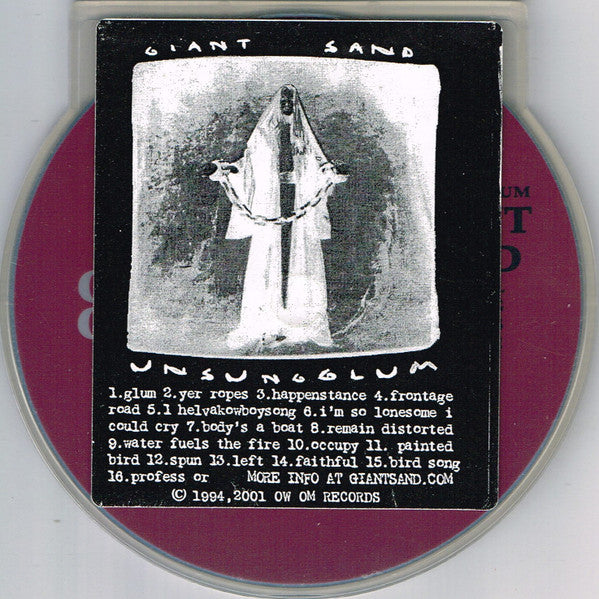 GIANT SAND
UNSUNGGLUM
1.glum 2.yer ropes 3.happenstance 4.frontage
road 5.1 helvakowboysong 6.i'm so lonesome i
could cry 7.body's a boat 8.remain distorted
9.water fuels the fire 10.occupy 11. painted
bird 12.spun 13.left 14.faithful 15.bird song
16.profess or MORE INFO AT GIANTSAND.COM
© 1994,2001 OW OM RECORDS